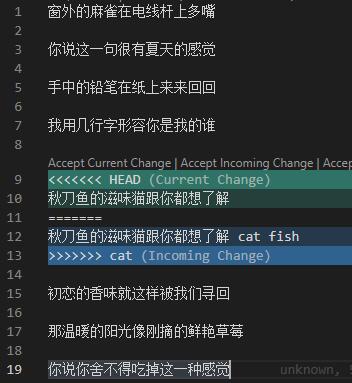 1 窗外的麻雀在电线杆上多嘴
2
3 你说这一句很有夏天的感觉
4
5 手中的铅笔在纸上来来回回
6
7 我用几行字形容你是我的谁
8
Accept Current Change | Accept Incoming Change |
9 <<<<<<< HEAD (Current Change)
10 秋刀鱼的滋味猫跟你都想了解
11 =======
12 秋刀鱼的滋味猫跟你都想了解 cat fish
13 >>>>>>> cat (Incoming Change)
14
15 初恋的香味就这样被我们寻回
16
17 那温暖的阳光像刚摘的鲜艳草莓
18
19 你说你舍不得吃掉这一种感觉 unknown,